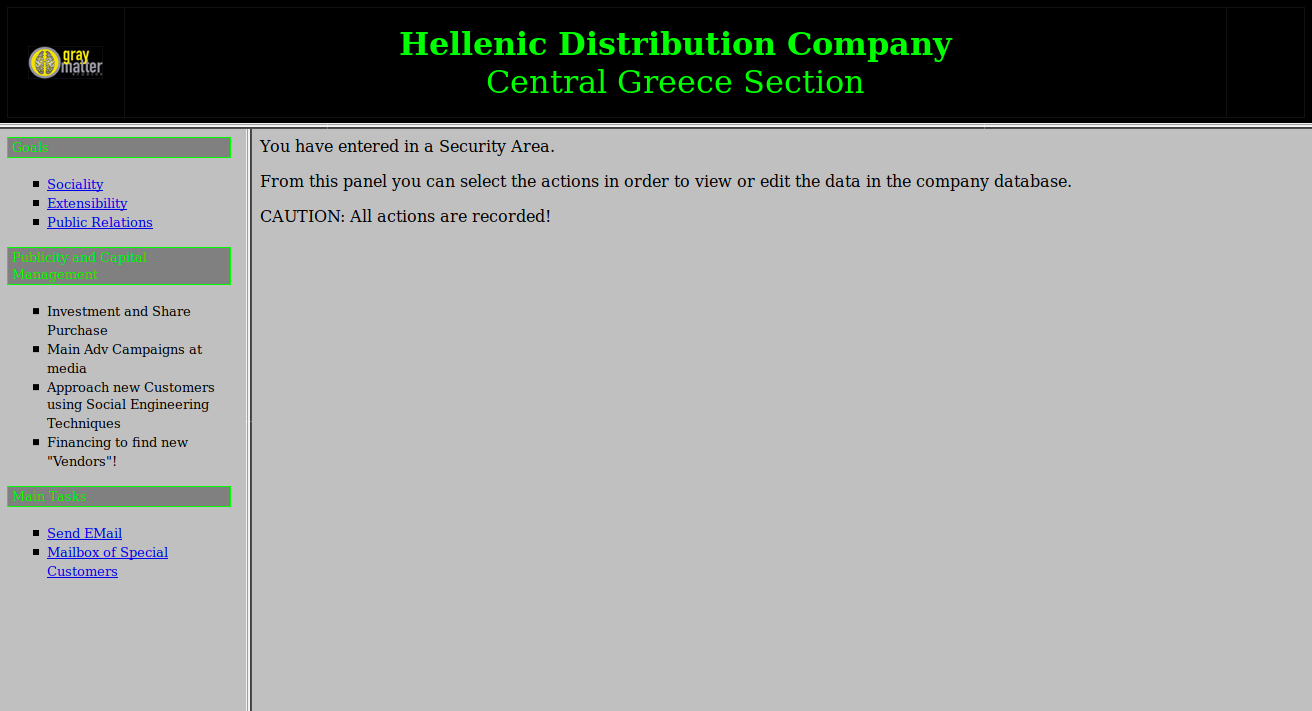 gray
matter
Hellenic Distribution Company
Central Greece Section
Goals
Sociality
Extensibility
Public Relations
Publicity and Capital
Management
Investment and Share
Purchase
Main Adv Campaigns at
media
Approach new Customers
using Social Engineering
Techniques
Financing to find new
"Vendors"!
Main Tasks
Send EMail
Mailbox of Special
Customers
You have entered in a Security Area.
From this panel you can select the actions in order to view or edit the data in the company database.
CAUTION: All actions are recorded!